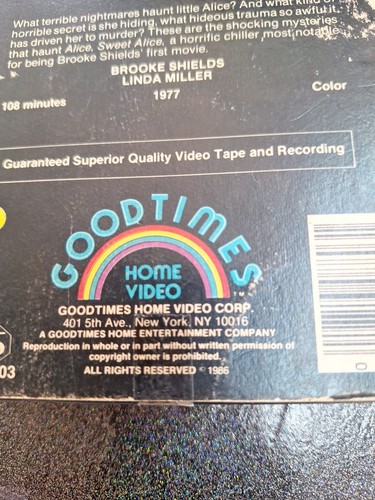 What terrible nightmares haunt little Alice? And what kind of
horrible secret is she hiding, what hideous trauma so awful it
has driven her to murder? These are the shocking mysteries
that haunt Alice, Sweet Alice, a horrific chiller most notable
for being Brooke Shields' first movie.
BROOKE SHIELDS
LINDA MILLER
1977
108 minutes
Color
Guaranteed Superior Quality Video Tape and Recording
GOODTIMES
HOME
VIDEO
TM
GOODTIMES HOME VIDEO CORP.
401 5th Ave., New York, NY 10016
A GOODTIMES HOME ENTERTAINMENT COMPANY
Reproduction in whole or in part without written permission of
copyright owner is prohibited.
ALL RIGHTS RESERVED © 1986
03
0